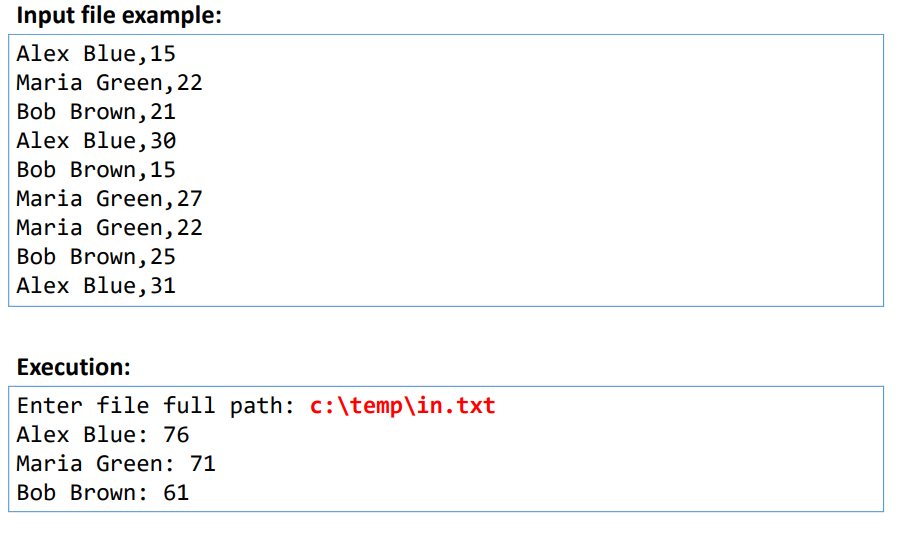 Input file example:
Alex Blue,15
Maria Green,22
Bob Brown,21
Alex Blue,30
Bob Brown,15
Maria Green,27
Maria Green,22
Bob Brown,25
Alex Blue,31
Execution:
Enter file full path: c:\temp\in.txt
Alex Blue: 76
Maria Green: 71
Bob Brown: 61